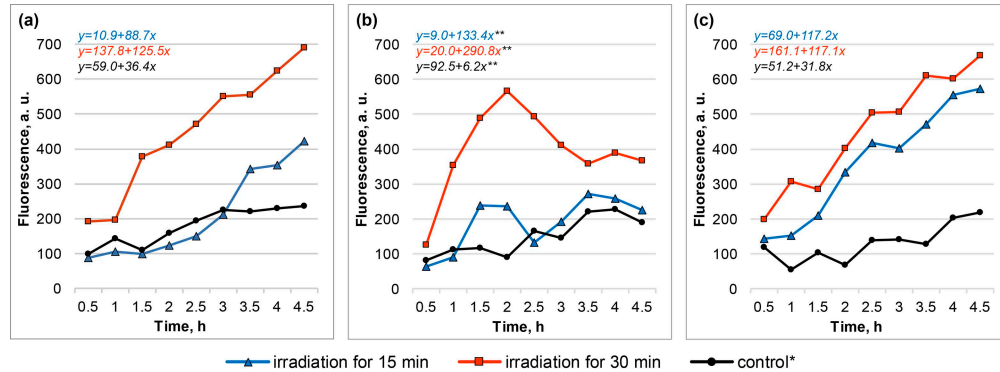 (a)
y=10.9+88.7x
y=137.8+125.5x
y=59.0+36.4x
Fluorescence, a. u.
700
600
500
400
300
200
100
0
0.5 1 1.5 2 2.5 3 3.5 4 4.5
Time, h
(b)
y=9.0+133.4x**
y=20.0+290.8x**
y=92.5+6.2x**
Fluorescence, a. u.
700
600
500
400
300
200
100
0
0.5 1 1.5 2 2.5 3 3.5 4 4.5
Time, h
(c)
y=69.0+117.2x
y=161.1+117.1x
y=51.2+31.8x
Fluorescence, a. u.
700
600
500
400
300
200
100
0
0.5 1 1.5 2 2.5 3 3.5 4 4.5
Time, h
irradiation for 15 min irradiation for 30 min control*